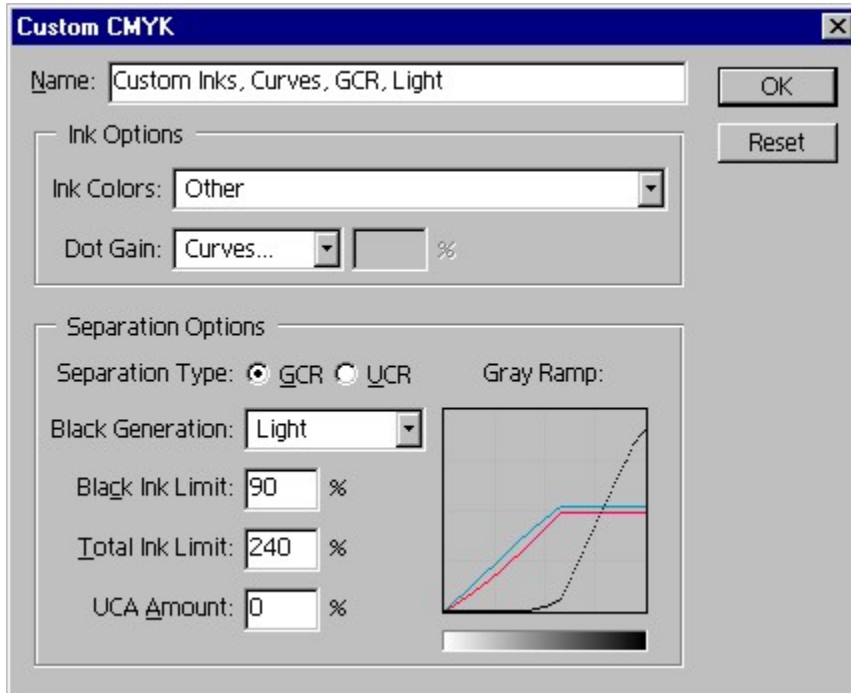 Custom CMYK
Name: Custom Inks, Curves, GCR, Light
OK
Reset
Ink Options
Ink Colors: Other
Dot Gain: Curves... %
Separation Options
Separation Type: GCR UCR
Gray Ramp:
Black Generation: Light
Black Ink Limit: 90 %
Total Ink Limit: 240 %
UCA Amount: 0 %